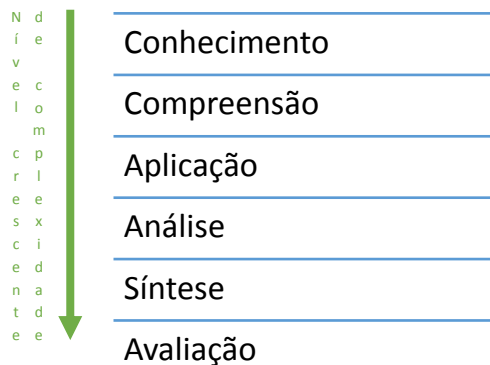 Nível crescente
de complexidade
Conhecimento
Compreensão
Aplicação
Análise
Síntese
Avaliação